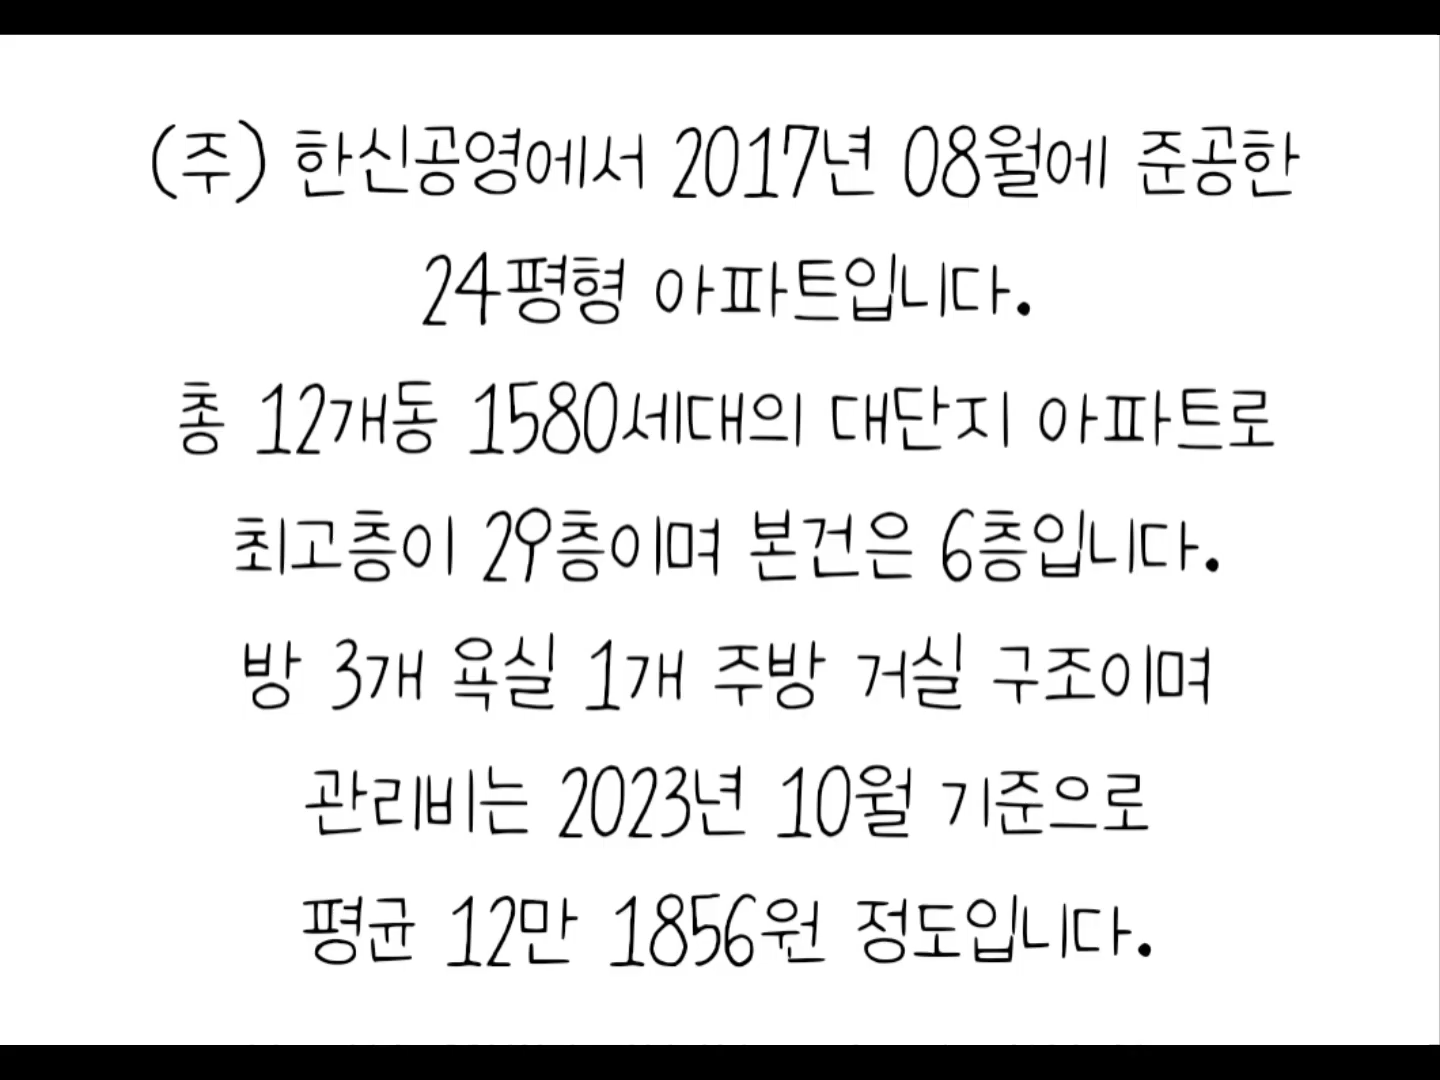 (주) 한신공영에서 2017년 08월에 준공한
24평형 아파트입니다.
총 12개동 1580세대의 대단지 아파트로
최고층이 29층이며 본건은 6층입니다.
방 3개 욕실 1개 주방 거실 구조이며
관리비는 2023년 10월 기준으로
평균 12만 1856원 정도입니다.